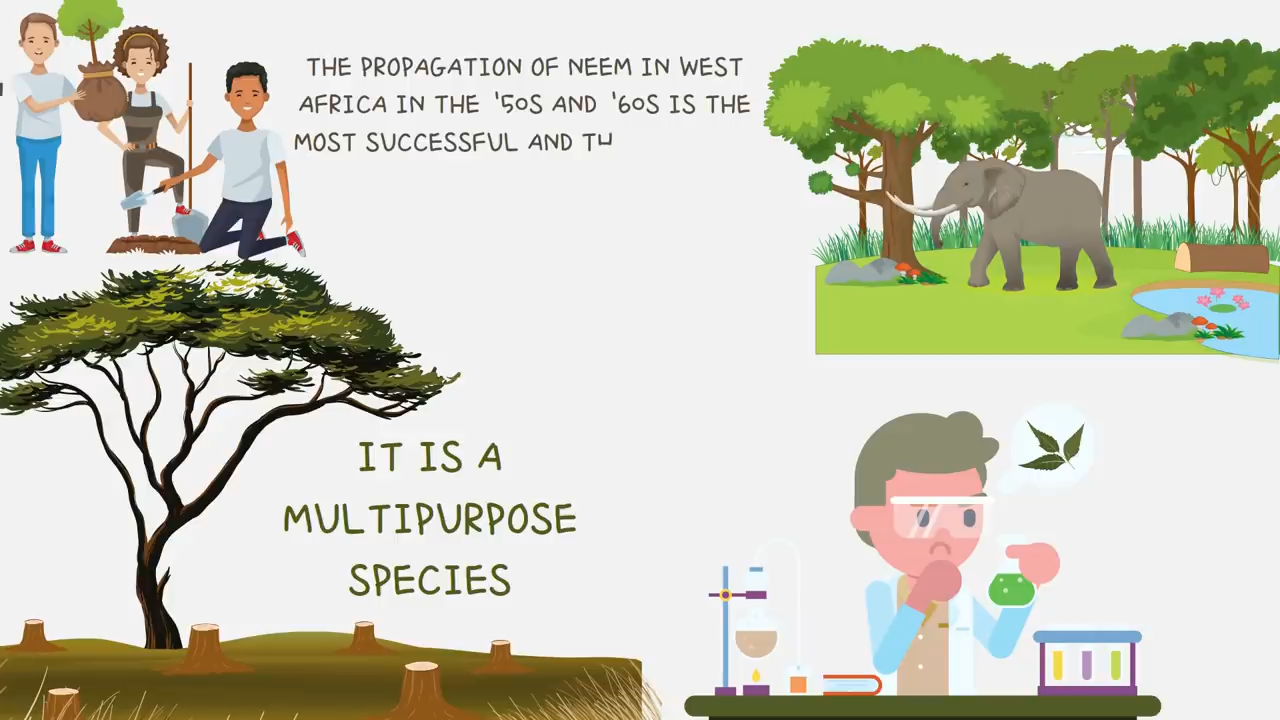 THE PROPAGATION OF NEEM IN WEST
AFRICA IN THE '50S AND '60S IS THE
MOST SUCCESSFUL AND
IT IS A
MULTIPURPOSE
SPECIES